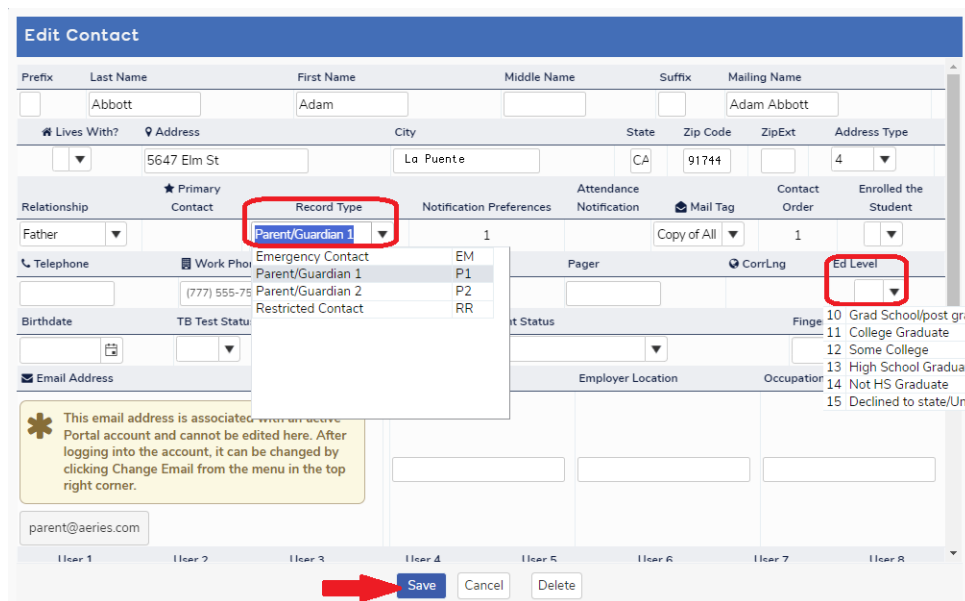 Edit Contact
Prefix Last Name First Name Middle Name Suffix Mailing Name
Abbott Adam Adam Abbott
Lives With? Address City State Zip Code ZipExt Address Type
5647 Elm St La Puente CA 91744 4
Relationship Primary Contact Record Type Notification Preferences Attendance Notification Mail Tag Contact Order Enrolled the Student
Father Parent/Guardian 1 1 Copy of All 1
Emergency Contact EM
Parent/Guardian 1 P1
Parent/Guardian 2 P2
Restricted Contact RR
Telephone Work Pho Pager CorrLng Ed Level
(777) 555-75
10 Grad School/post gra
11 College Graduate
12 Some College
13 High School Gradua
14 Not HS Graduate
15 Declined to state/Un
Birthdate TB Test Statu nt Status Finge
Email Address Employer Location Occupation
This email address is associated with an active
Portal account and cannot be edited here. After
logging into the account, it can be changed by
clicking Change Email from the menu in the top
right corner.
parent@aeries.com
User 1 User 2 User 3 User 4 User 5 User 6 User 7 User 8
Save Cancel Delete